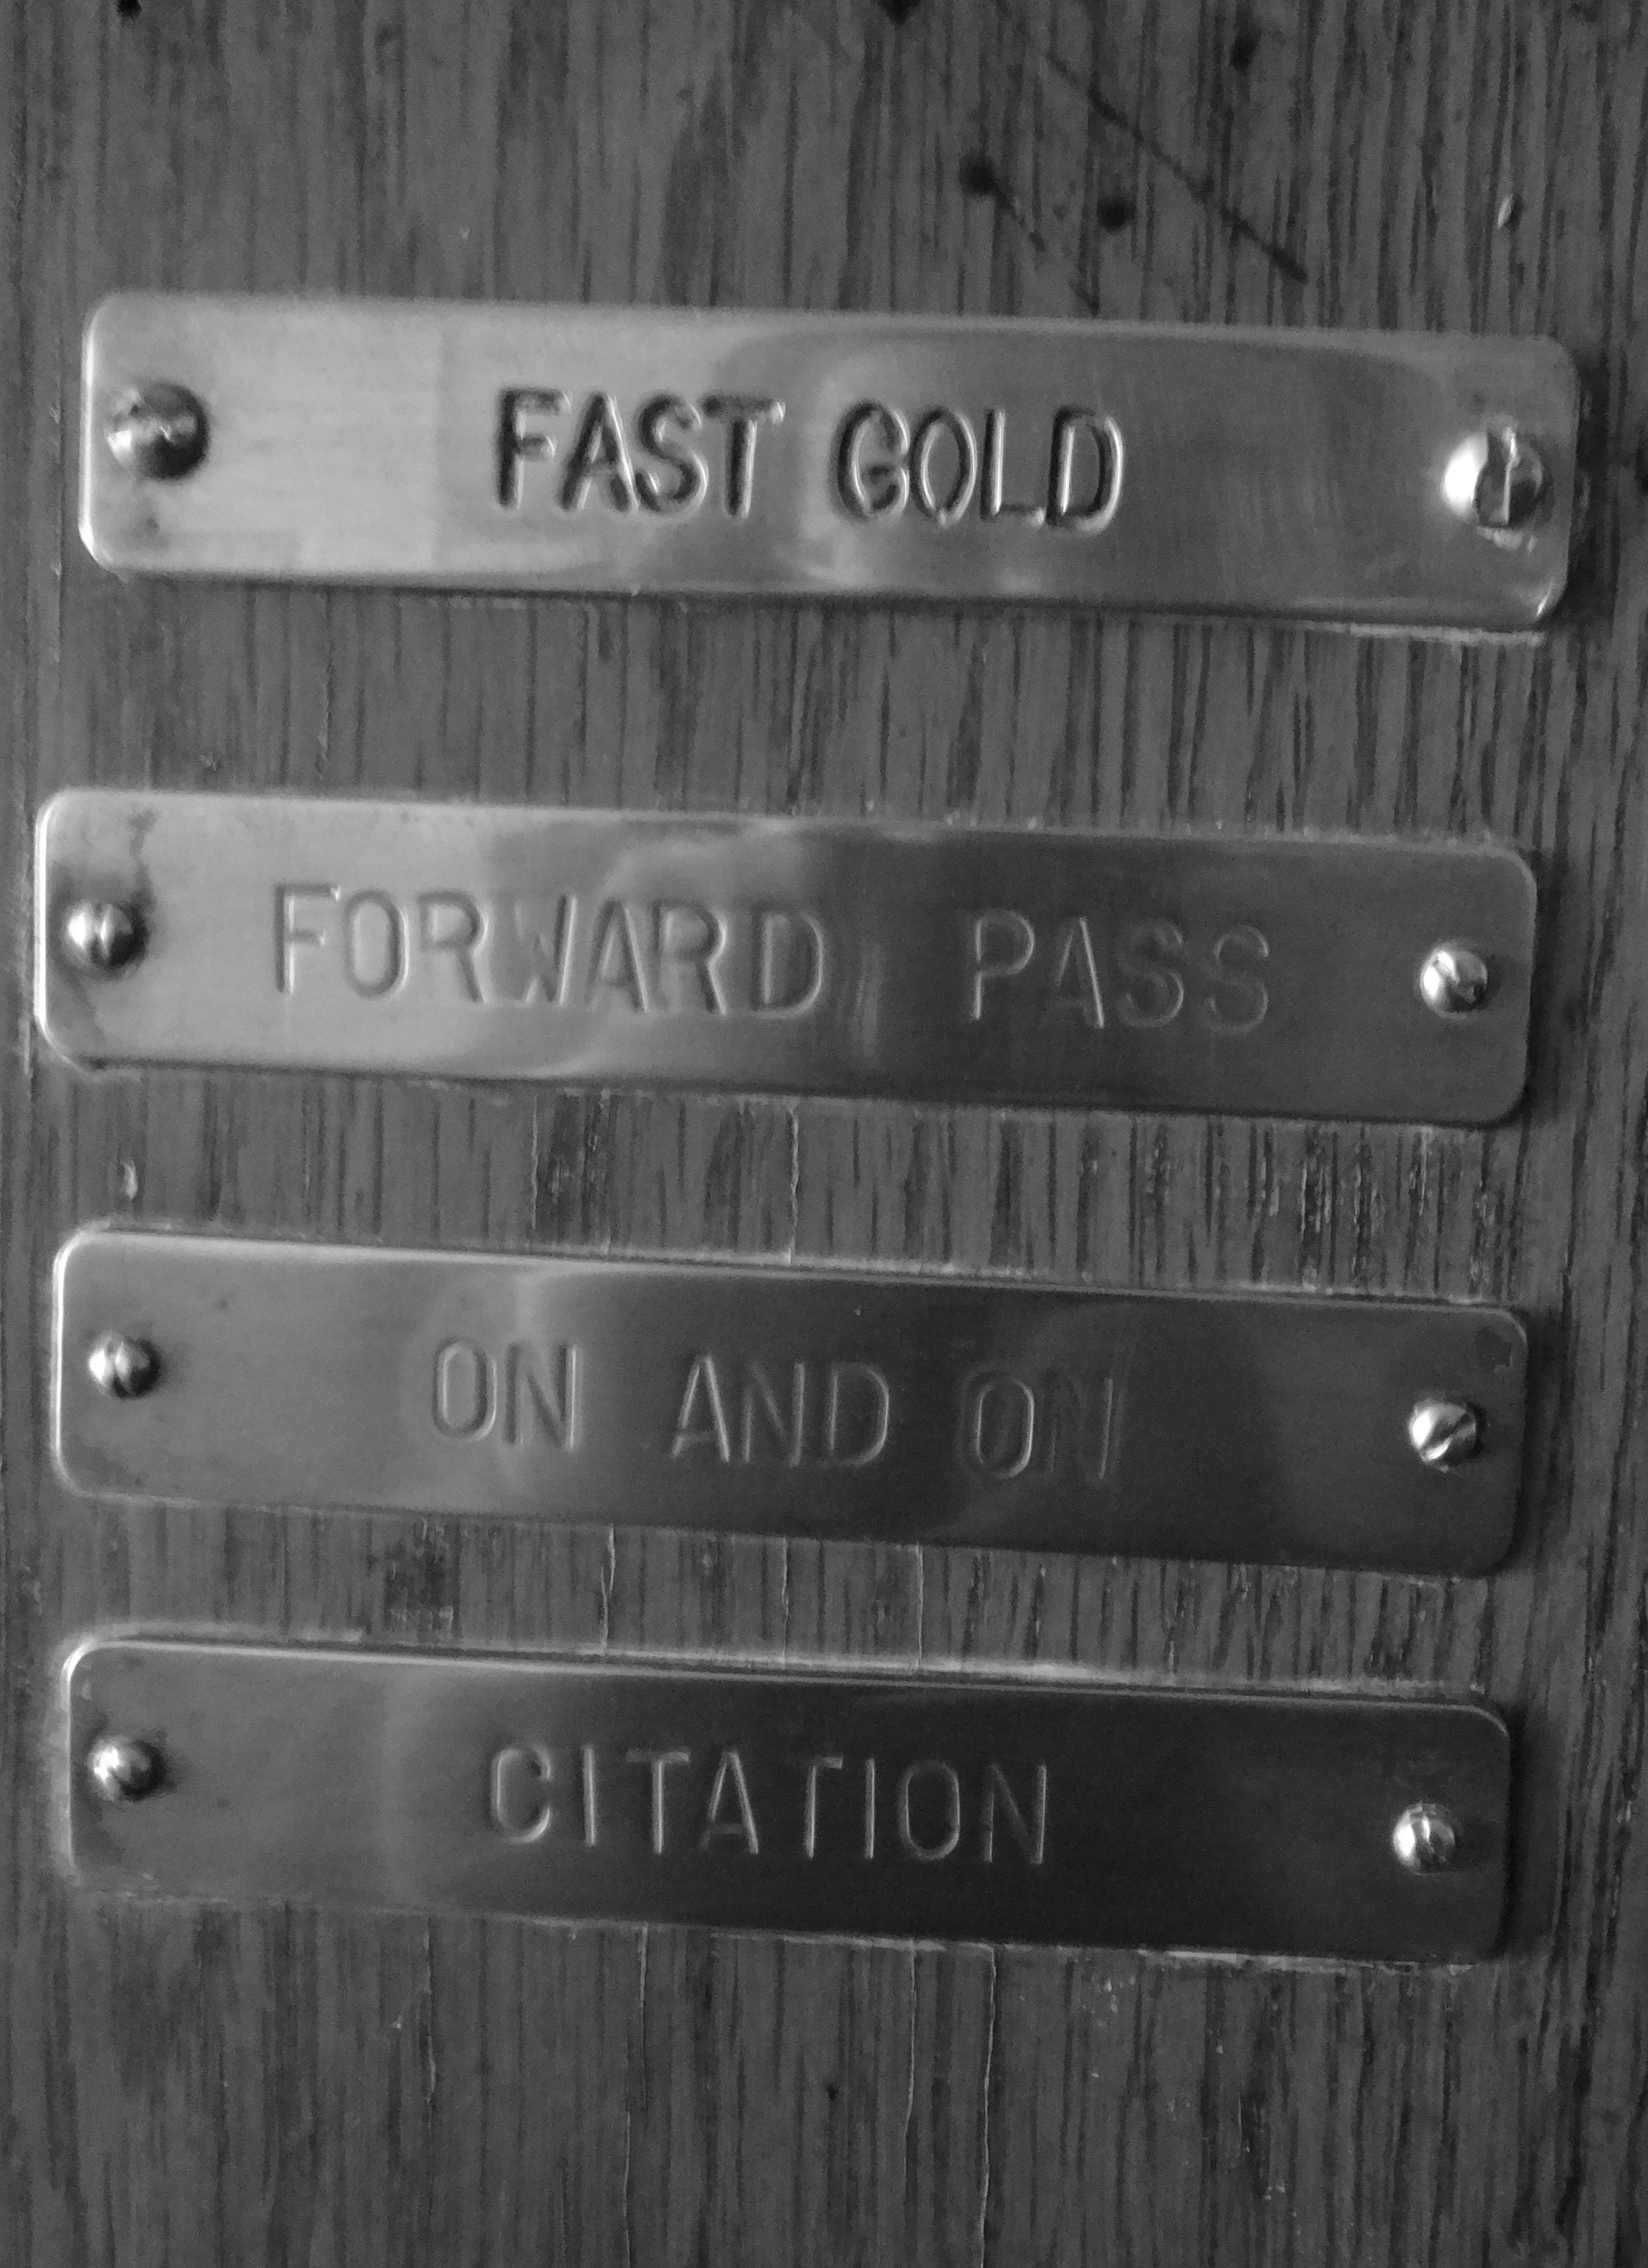 FAST GOLD
FORWARD PASS
ON AND ON
CITATION